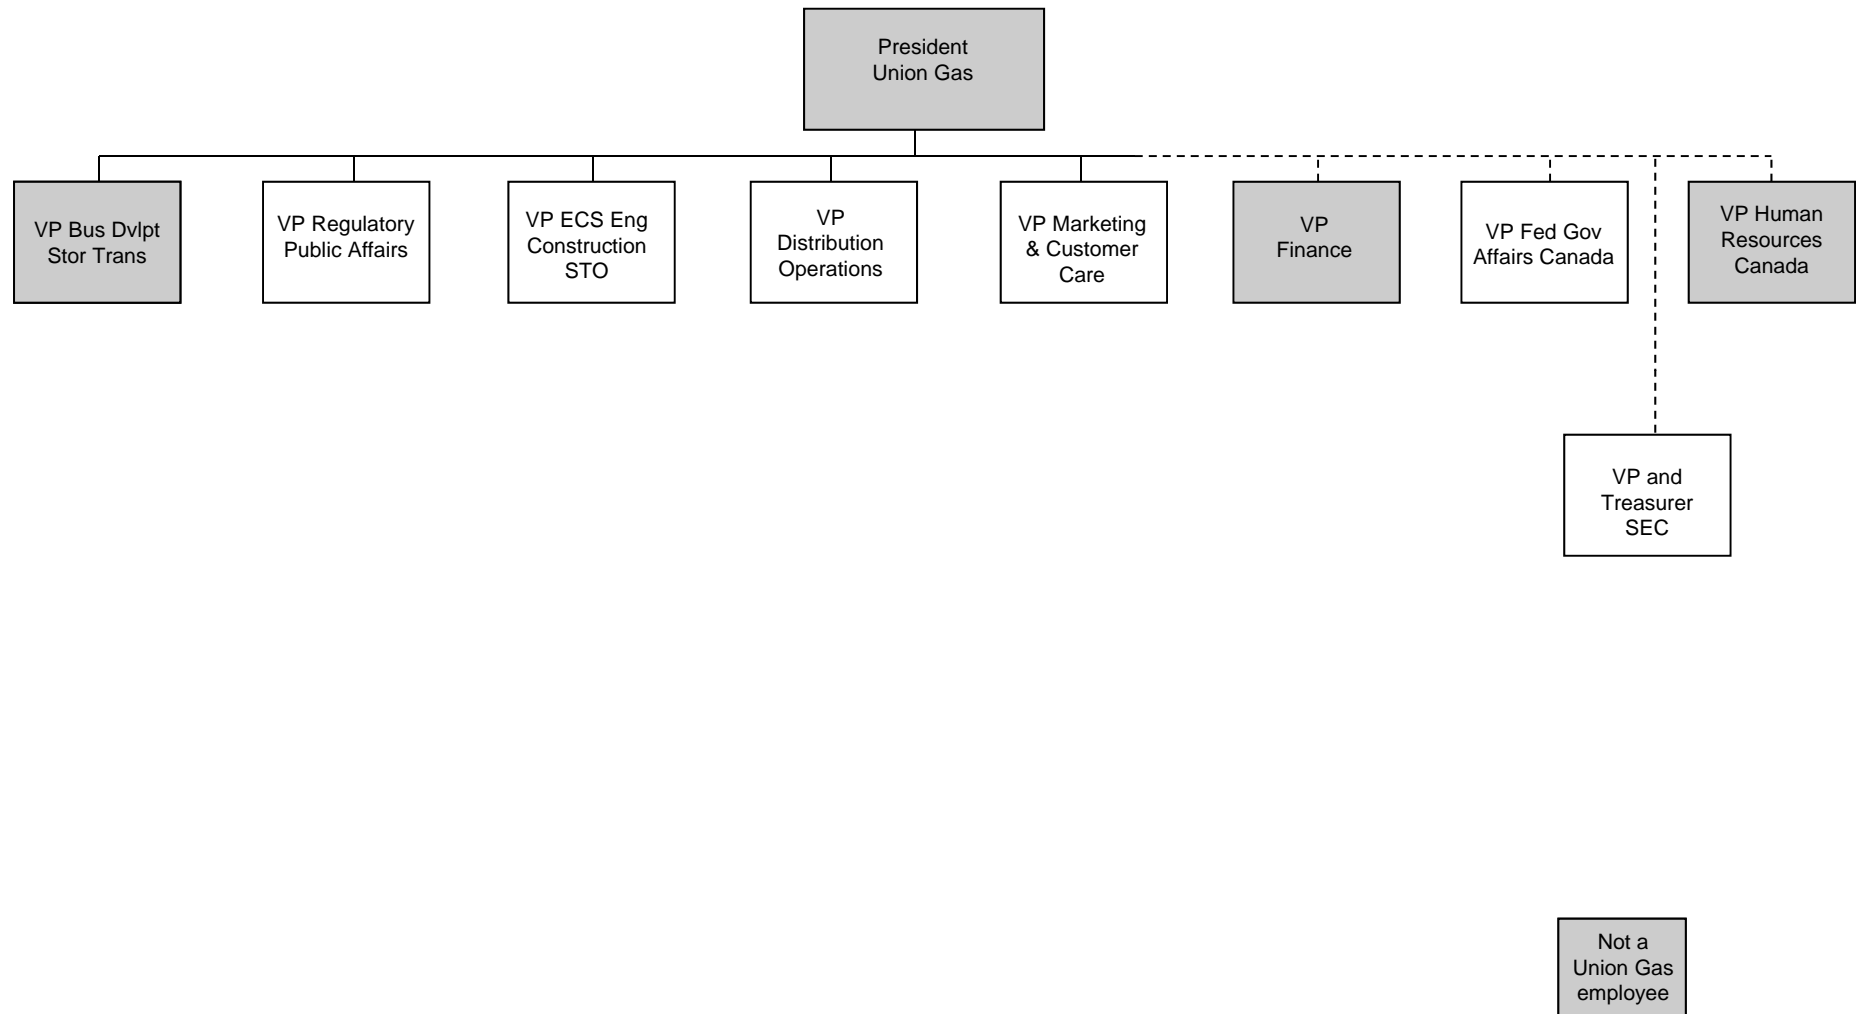 President
Union Gas
VP Bus Dvlpt
Stor Trans
VP Regulatory
Public Affairs
VP ECS Eng
Construction
STO
VP
Distribution
Operations
VP Marketing
& Customer
Care
VP
Finance
VP Fed Gov
Affairs Canada
VP Human
Resources
Canada
VP and
Treasurer
SEC
Not a
Union Gas
employee